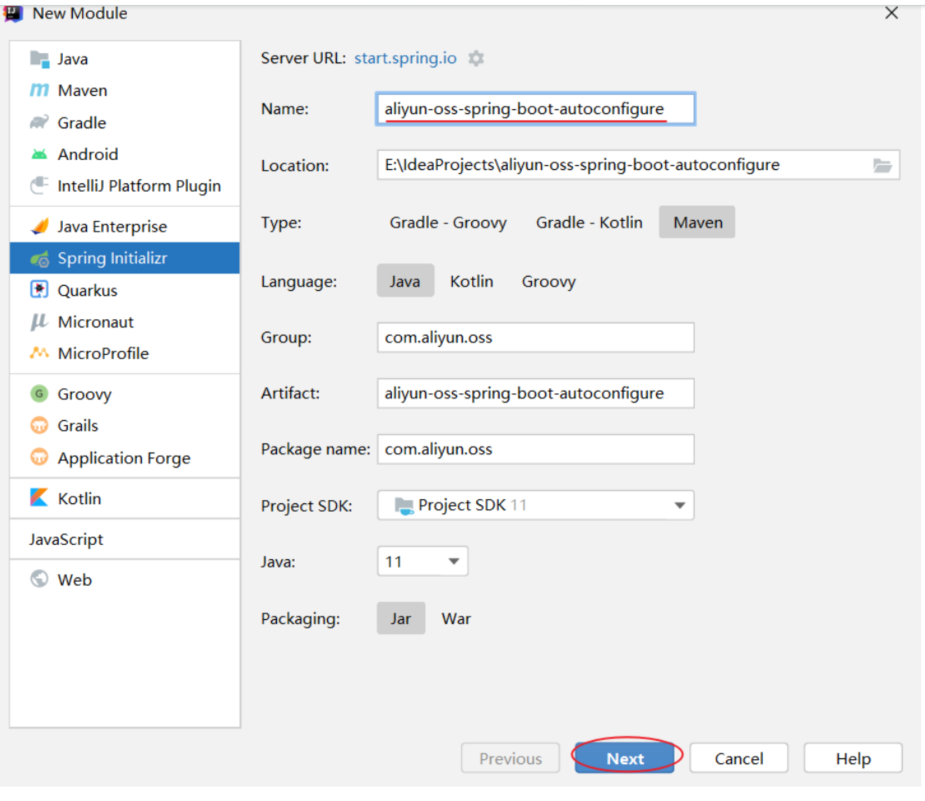 New Module
Java
Maven
Gradle
Android
IntelliJ Platform Plugin
Java Enterprise
Spring Initializr
Quarkus
Micronaut
MicroProfile
Groovy
Grails
Application Forge
Kotlin
JavaScript
Web
Server URL: start.spring.io
Name: aliyun-oss-spring-boot-autoconfigure
Location: E:\IdeaProjects\aliyun-oss-spring-boot-autoconfigure
Type: Gradle - Groovy Gradle - Kotlin Maven
Language: Java Kotlin Groovy
Group: com.aliyun.oss
Artifact: aliyun-oss-spring-boot-autoconfigure
Package name: com.aliyun.oss
Project SDK: Project SDK 11
Java: 11
Packaging: Jar War
Previous Next Cancel Help